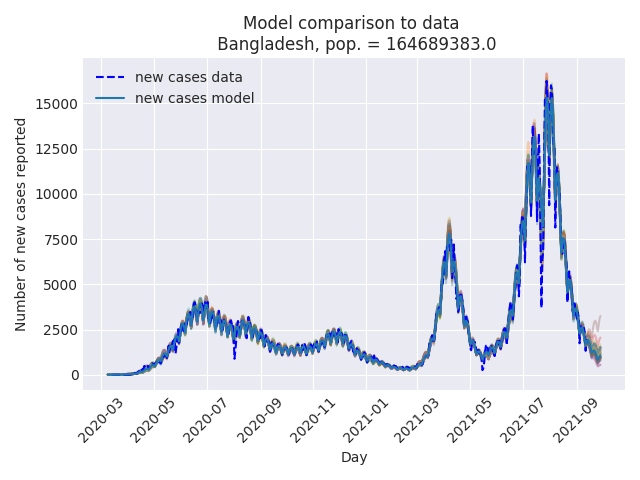 Model comparison to data
Bangladesh, pop. = 164689383.0
new cases data
new cases model
Number of new cases reported
15000
12500
10000
7500
5000
2500
0
2020-03
2020-05
2020-07
2020-09
2020-11
2021-01
2021-03
2021-05
2021-07
2021-09
Day